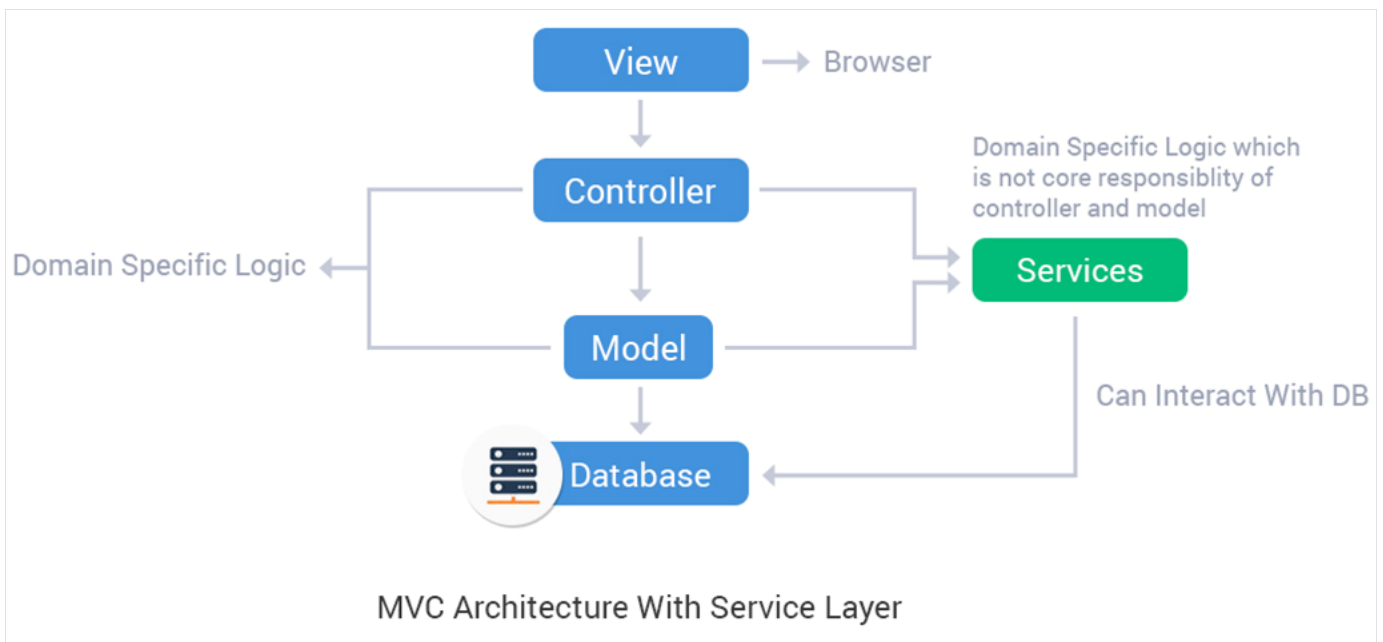 View
Browser
Domain Specific Logic which
is not core responsiblity of
controller and model
Controller
Domain Specific Logic
Services
Model
Can Interact With DB
Database
MVC Architecture With Service Layer